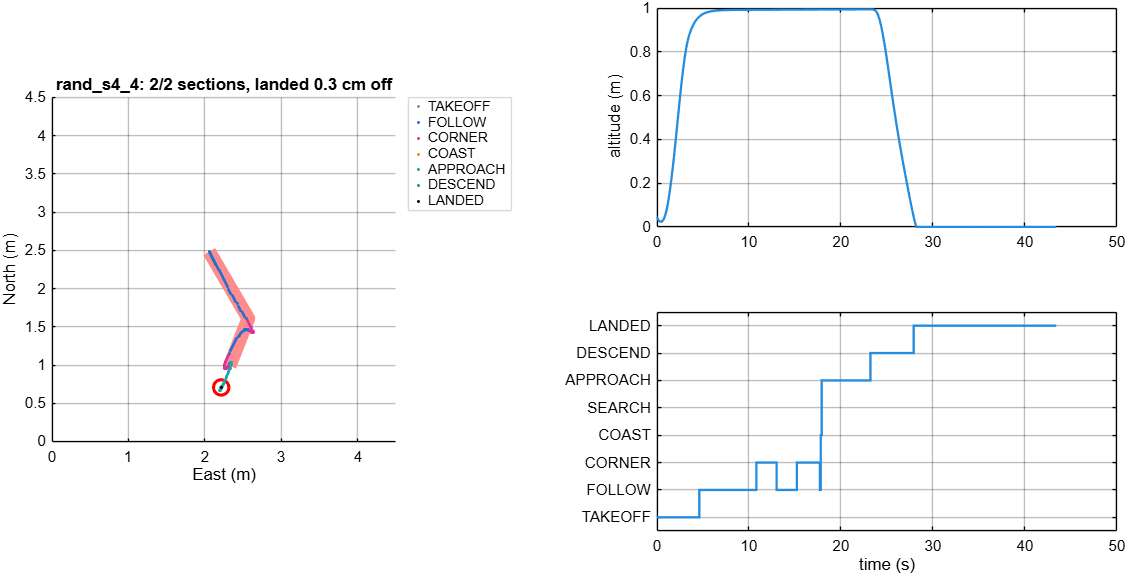 rand_s4_4: 2/2 sections, landed 0.3 cm off
4.5
4
3.5
3
2.5
2
1.5
1
0.5
0
North (m)
0
1
2
3
4
East (m)
TAKEOFF
FOLLOW
CORNER
COAST
APPROACH
DESCEND
LANDED
1
0.8
0.6
0.4
0.2
0
altitude (m)
0
10
20
30
40
50
LANDED
DESCEND
APPROACH
SEARCH
COAST
CORNER
FOLLOW
TAKEOFF
0
10
20
30
40
50
time (s)